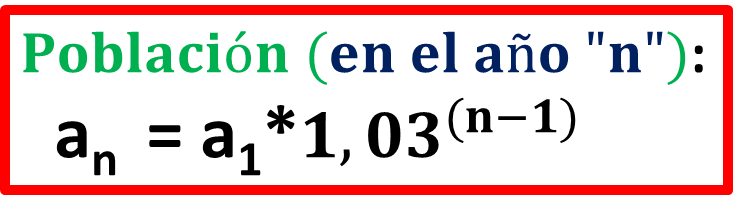 Población (en el año "n"):
aₙ = a₁*1,03⁽ⁿ⁻¹⁾